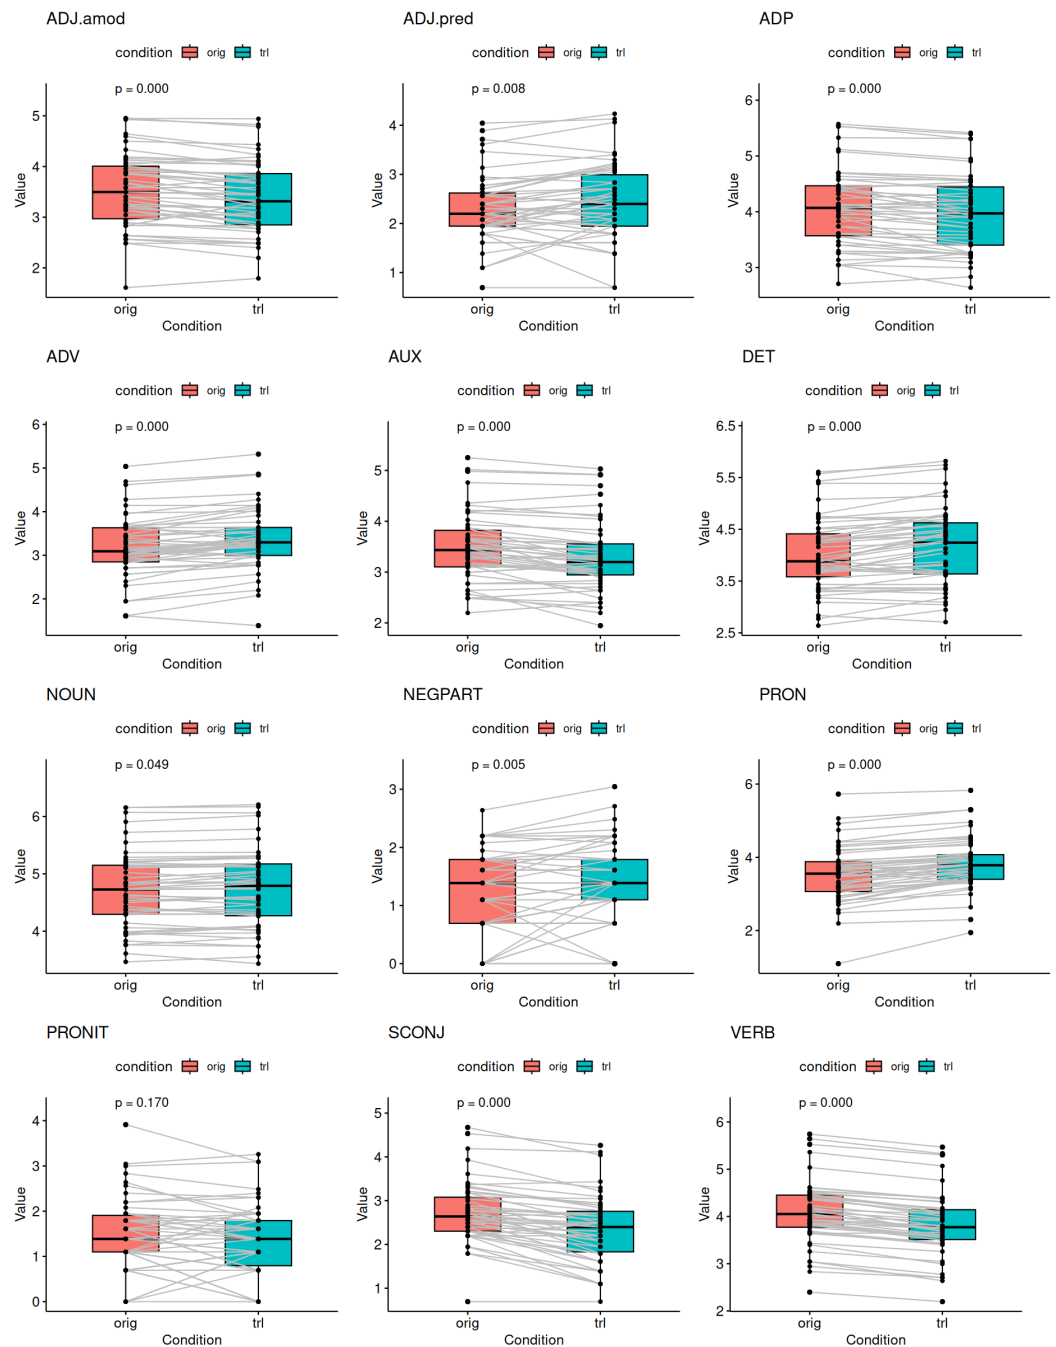 ADJ.amod
condition orig trl
p = 0.000
5
4
3
2
Value
orig trl
Condition
ADJ.pred
condition orig trl
p = 0.008
4
3
2
1
Value
orig trl
Condition
ADP
condition orig trl
p = 0.000
6
5
4
3
Value
orig trl
Condition
ADV
condition orig trl
p = 0.000
6
5
4
3
2
Value
orig trl
Condition
AUX
condition orig trl
p = 0.000
5
4
3
2
Value
orig trl
Condition
DET
condition orig trl
p = 0.000
6.5
5.5
4.5
3.5
2.5
Value
orig trl
Condition
NOUN
condition orig trl
p = 0.049
6
5
4
Value
orig trl
Condition
NEGPART
condition orig trl
p = 0.005
3
2
1
0
Value
orig trl
Condition
PRON
condition orig trl
p = 0.000
6
4
2
Value
orig trl
Condition
PRONIT
condition orig trl
p = 0.170
4
3
2
1
0
Value
orig trl
Condition
SCONJ
condition orig trl
p = 0.000
5
4
3
2
1
Value
orig trl
Condition
VERB
condition orig trl
p = 0.000
6
5
4
3
2
Value
orig trl
Condition